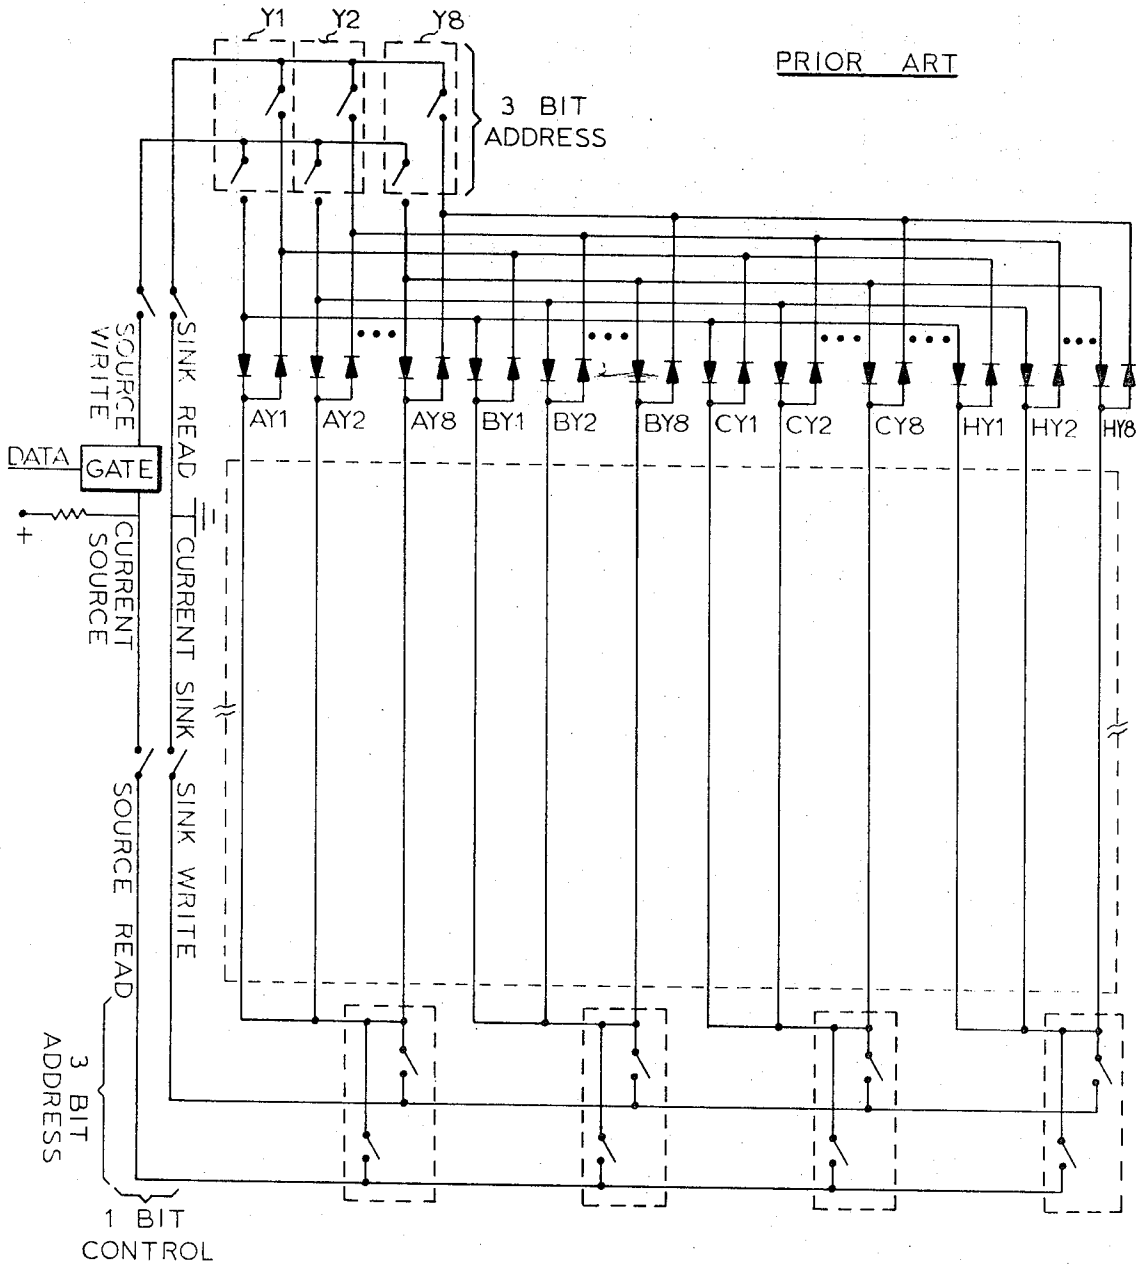 Y1 Y2 Y8
PRIOR ART
3 BIT
ADDRESS
SOURCE
WRITE
SINK READ
AY1 AY2 AY8 BY1 BY2 BY8 CY1 CY2 CY8 HY1 HY2 HY8
DATA
GATE
+
CURRENT
SOURCE
CURRENT SINK
SOURCE READ
SINK WRITE
3 BIT
ADDRESS
1 BIT
CONTROL